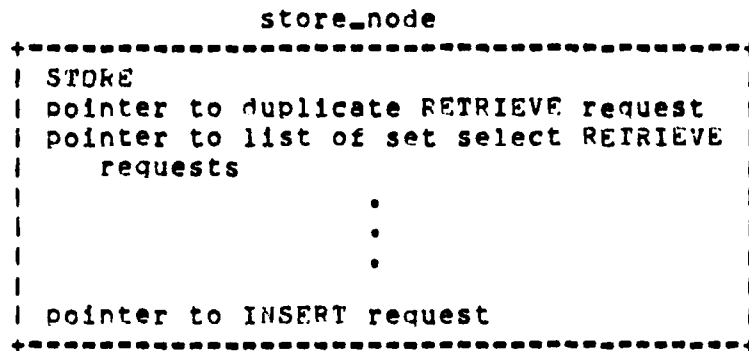 store_node
STORE
pointer to duplicate RETRIEVE request
pointer to list of set select RETRIEVE
requests
.
.
.
pointer to INSERT request